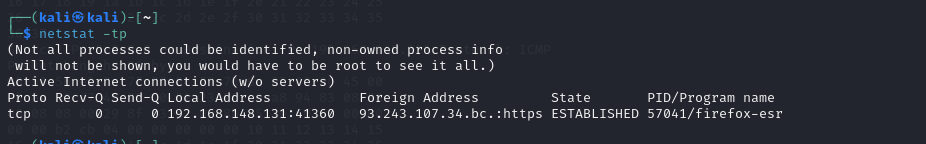 ┌──(kali㉿kali)-[~]
└─$ netstat -tp
(Not all processes could be identified, non-owned process info
 will not be shown, you would have to be root to see it all.)
Active Internet connections (w/o servers)
Proto Recv-Q Send-Q Local Address           Foreign Address         State       PID/Program name
tcp        0      0 192.168.148.131:41360   93.243.107.34.bc.:https ESTABLISHED 57041/firefox-esr